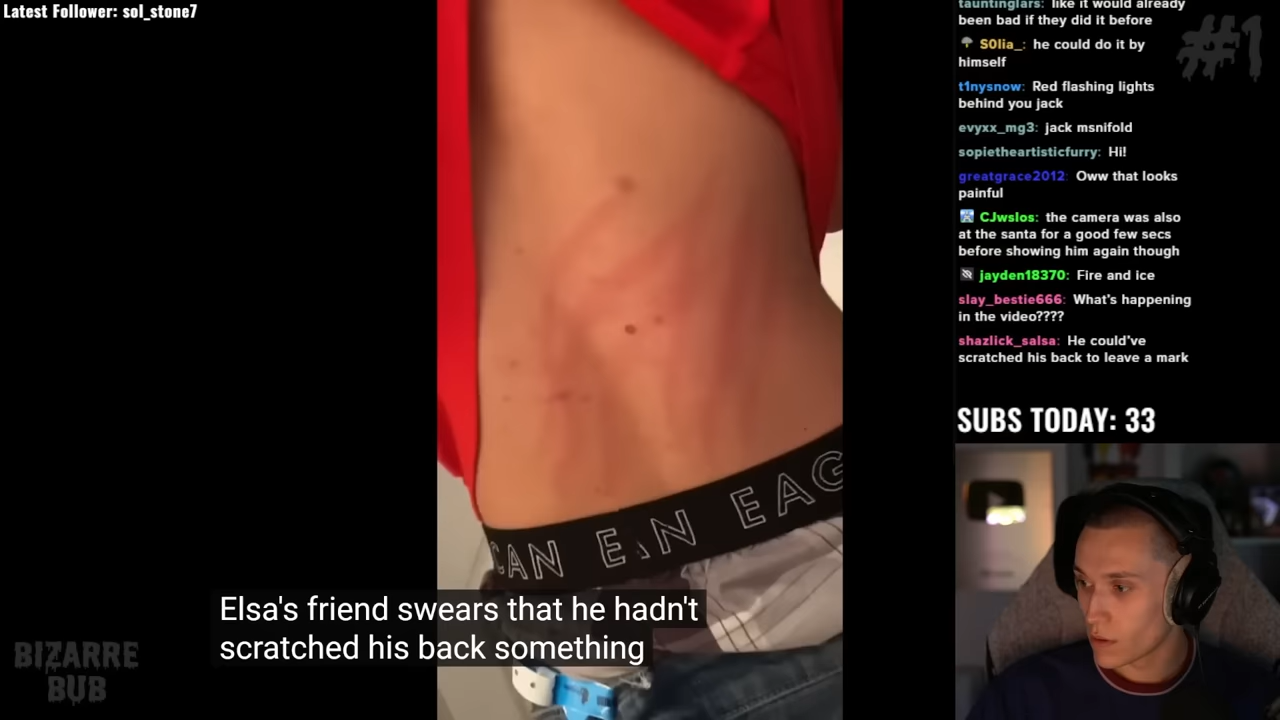 Latest Follower: sol_stone7
tauntinglars: like it would already
been bad if they did it before
S0lia_: he could do it by
himself
t1nysnow: Red flashing lights
behind you jack
evyxx_mg3: jack msnifold
sopietheartisticfurry: Hi!
greatgrace2012: Oww that looks
painful
CJwslos: the camera was also
at the santa for a good few secs
before showing him again though
jayden18370: Fire and ice
slay_bestie666: What's happening
in the video????
shazlick_salsa: He could've
scratched his back to leave a mark
#1
SUBS TODAY: 33
CAN EAN EAG
Elsa's friend swears that he hadn't
scratched his back something
BIZARRE
BUB